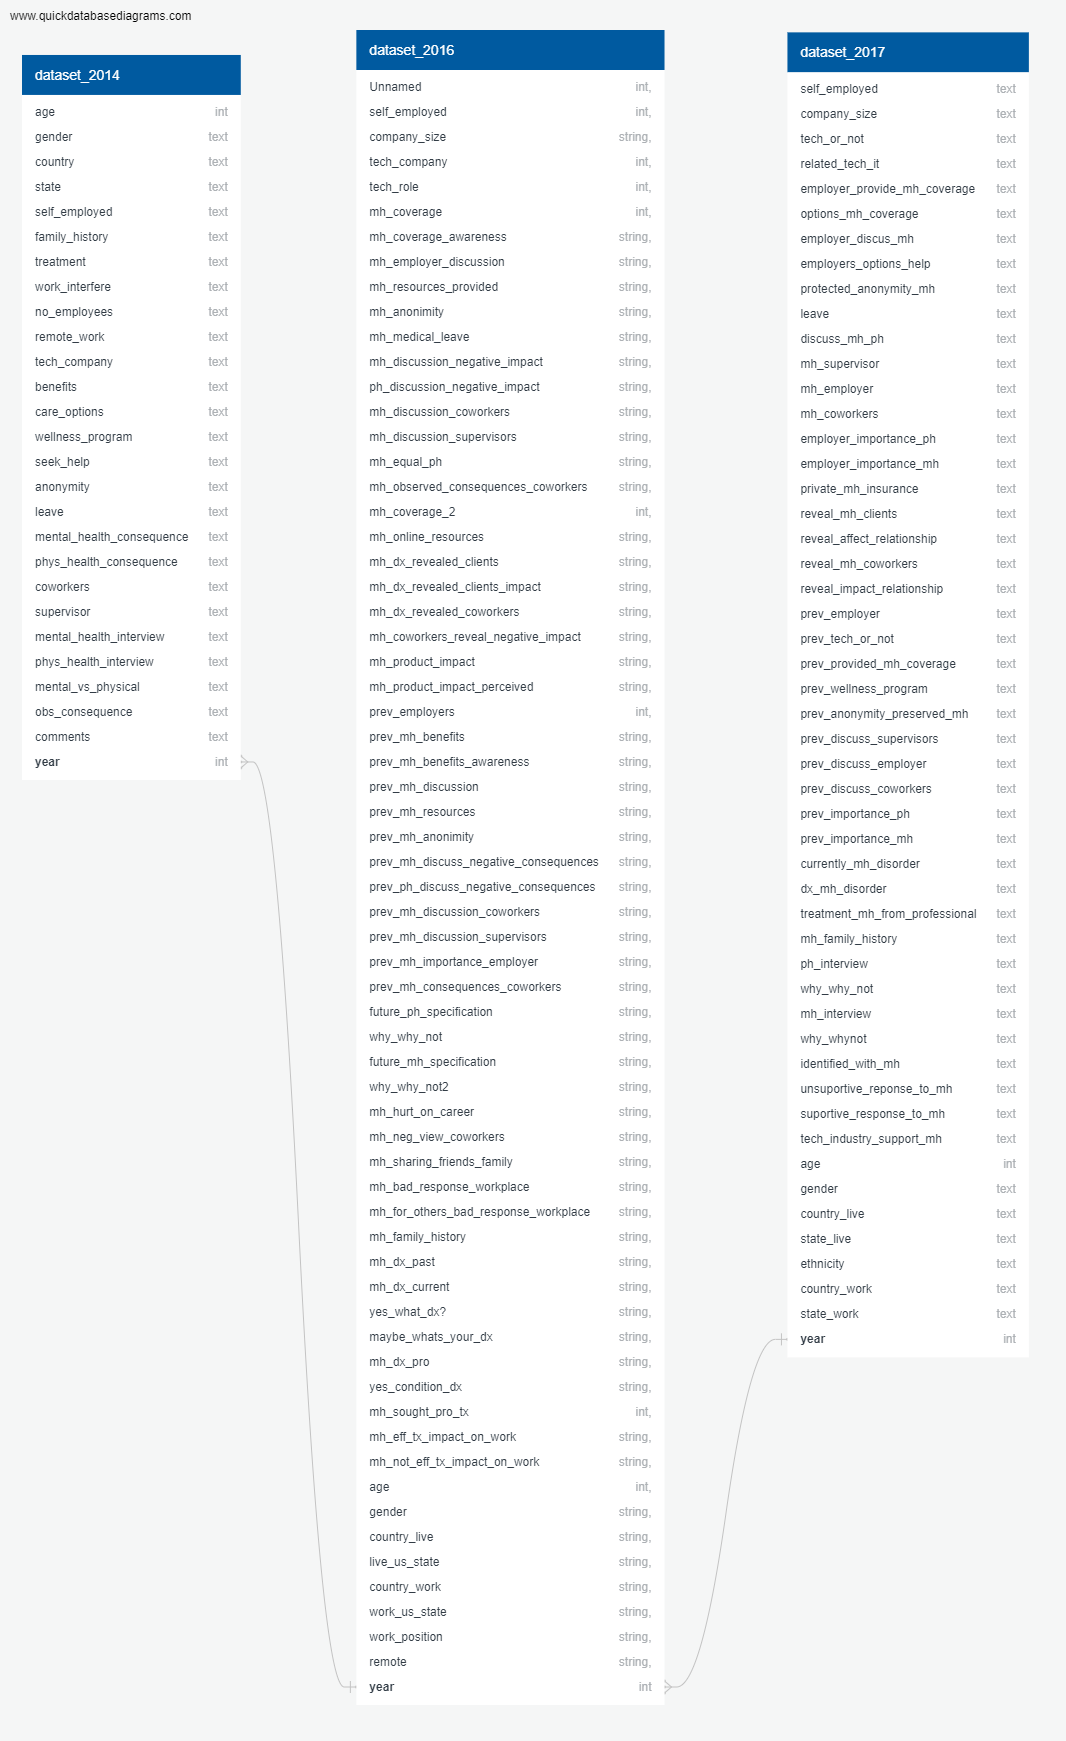 www.quickdatabasediagrams.com
dataset_2014
age int
gender text
country text
state text
self_employed text
family_history text
treatment text
work_interfere text
no_employees text
remote_work text
tech_company text
benefits text
care_options text
wellness_program text
seek_help text
anonymity text
leave text
mental_health_consequence text
phys_health_consequence text
coworkers text
supervisor text
mental_health_interview text
phys_health_interview text
mental_vs_physical text
obs_consequence text
comments text
year int
dataset_2016
Unnamed int,
self_employed int,
company_size string,
tech_company int,
tech_role int,
mh_coverage int,
mh_coverage_awareness string,
mh_employer_discussion string,
mh_resources_provided string,
mh_anonimity string,
mh_medical_leave string,
mh_discussion_negative_impact string,
ph_discussion_negative_impact string,
mh_discussion_coworkers string,
mh_discussion_supervisors string,
mh_equal_ph string,
mh_observed_consequences_coworkers string,
mh_coverage_2 int,
mh_online_resources string,
mh_dx_revealed_clients string,
mh_dx_revealed_clients_impact string,
mh_dx_revealed_coworkers string,
mh_coworkers_reveal_negative_impact string,
mh_product_impact string,
mh_product_impact_perceived string,
prev_employers int,
prev_mh_benefits string,
prev_mh_benefits_awareness string,
prev_mh_discussion string,
prev_mh_resources string,
prev_mh_anonimity string,
prev_mh_discuss_negative_consequences string,
prev_ph_discuss_negative_consequences string,
prev_mh_discussion_coworkers string,
prev_mh_discussion_supervisors string,
prev_mh_importance_employer string,
prev_mh_consequences_coworkers string,
future_ph_specification string,
why_why_not string,
future_mh_specification string,
why_why_not2 string,
mh_hurt_on_career string,
mh_neg_view_coworkers string,
mh_sharing_friends_family string,
mh_bad_response_workplace string,
mh_for_others_bad_response_workplace string,
mh_family_history string,
mh_dx_past string,
mh_dx_current string,
yes_what_dx? string,
maybe_whats_your_dx string,
mh_dx_pro string,
yes_condition_dx string,
mh_sought_pro_tx int,
mh_eff_tx_impact_on_work string,
mh_not_eff_tx_impact_on_work string,
age int,
gender string,
country_live string,
live_us_state string,
country_work string,
work_us_state string,
work_position string,
remote string,
year int
dataset_2017
self_employed text
company_size text
tech_or_not text
related_tech_it text
employer_provide_mh_coverage text
options_mh_coverage text
employer_discus_mh text
employers_options_help text
protected_anonymity_mh text
leave text
discuss_mh_ph text
mh_supervisor text
mh_employer text
mh_coworkers text
employer_importance_ph text
employer_importance_mh text
private_mh_insurance text
reveal_mh_clients text
reveal_affect_relationship text
reveal_mh_coworkers text
reveal_impact_relationship text
prev_employer text
prev_tech_or_not text
prev_provided_mh_coverage text
prev_wellness_program text
prev_anonymity_preserved_mh text
prev_discuss_supervisors text
prev_discuss_employer text
prev_discuss_coworkers text
prev_importance_ph text
prev_importance_mh text
currently_mh_disorder text
dx_mh_disorder text
treatment_mh_from_professional text
mh_family_history text
ph_interview text
why_why_not text
mh_interview text
why_whynot text
identified_with_mh text
unsuportive_reponse_to_mh text
suportive_response_to_mh text
tech_industry_support_mh text
age int
gender text
country_live text
state_live text
ethnicity text
country_work text
state_work text
year int